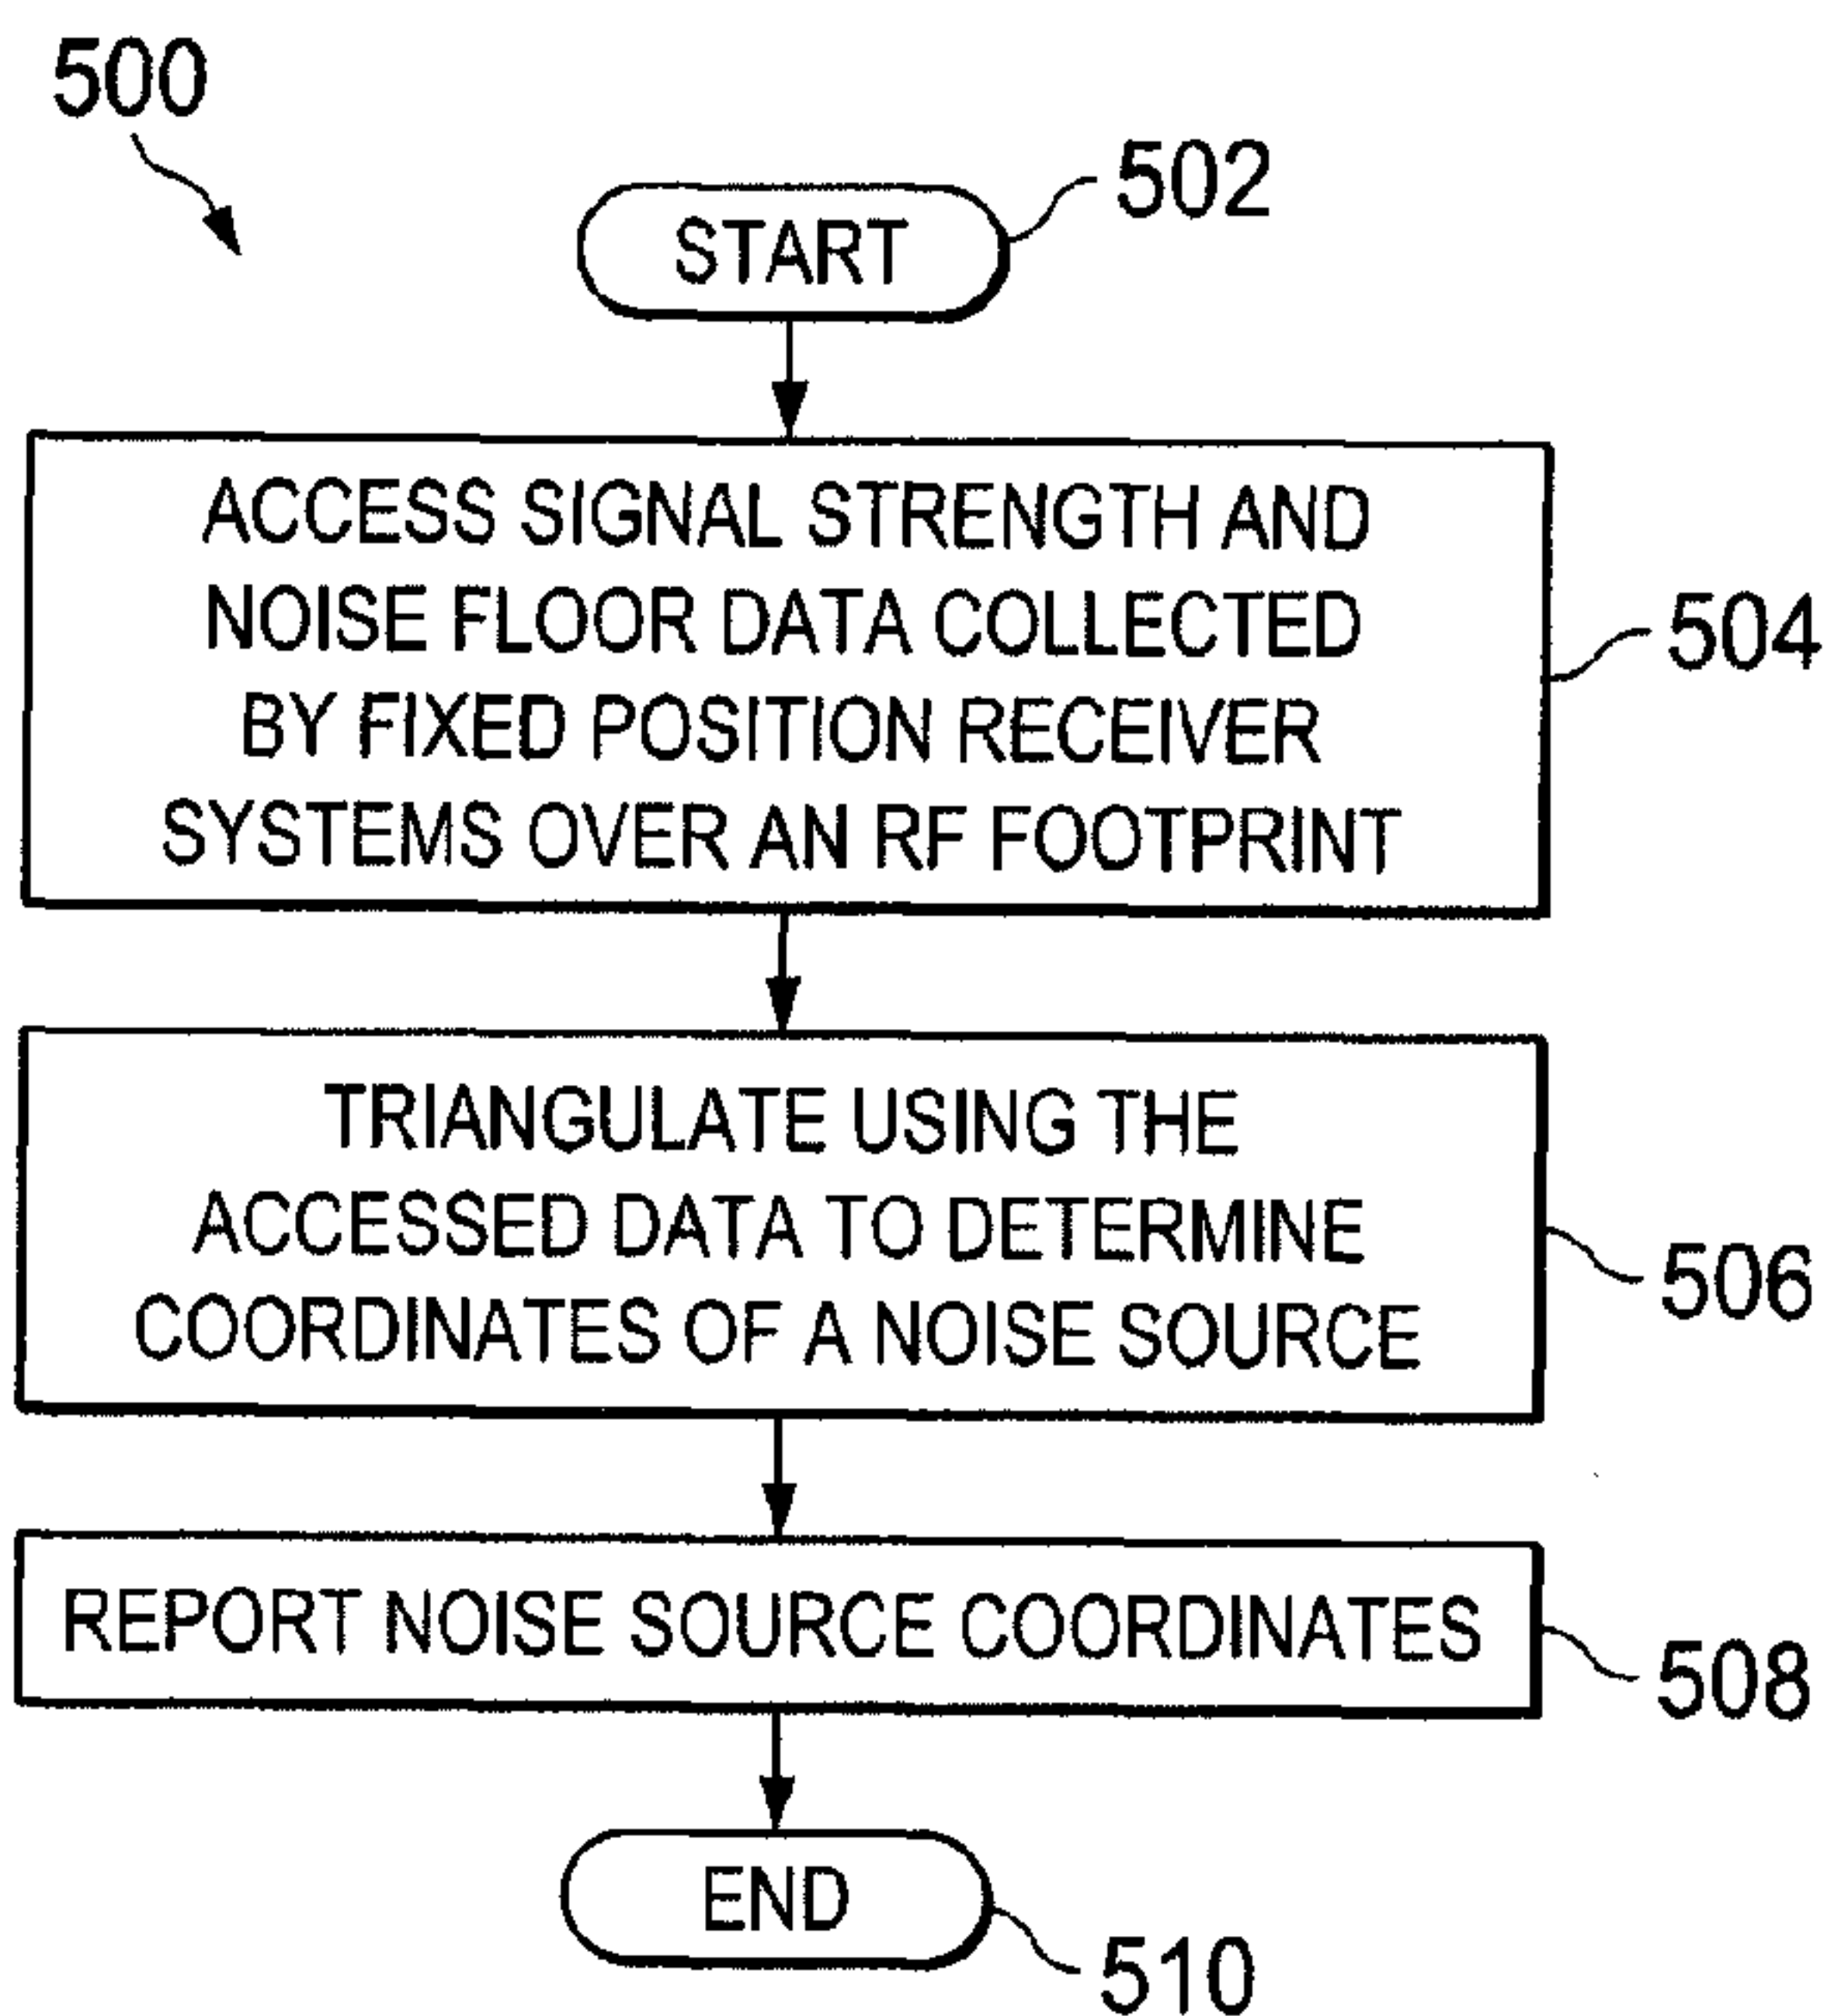 500
502
START
ACCESS SIGNAL STRENGTH AND
NOISE FLOOR DATA COLLECTED
BY FIXED POSITION RECEIVER
SYSTEMS OVER AN RF FOOTPRINT
504
TRIANGULATE USING THE
ACCESSED DATA TO DETERMINE
COORDINATES OF A NOISE SOURCE
506
REPORT NOISE SOURCE COORDINATES
508
END
510